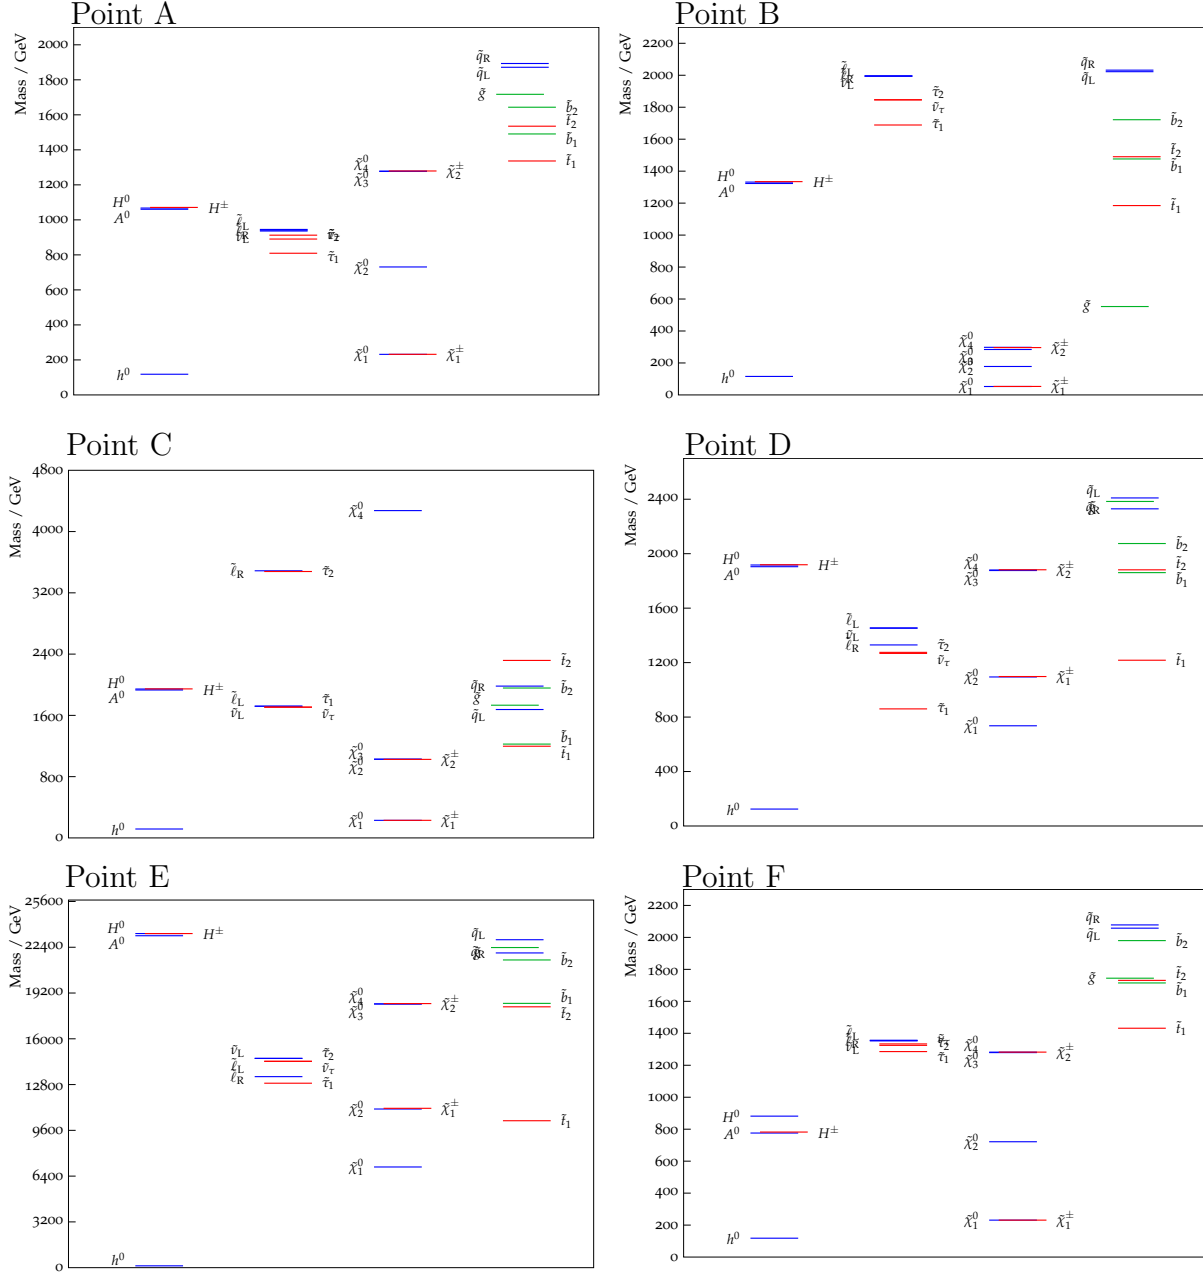 Point A
Mass / GeV
2000
1800
1600
1400
1200
1000
800
600
400
200
0
H⁰
A⁰
H±
h⁰
ℓ̃L
ℓ̃R
ν̃L
τ̃2
τ̃1
χ̃⁰4
χ̃⁰3
χ̃±2
χ̃⁰2
χ̃⁰1
χ̃±1
q̃R
q̃L
g̃
b̃2
t̃2
b̃1
t̃1
Point B
Mass / GeV
2200
2000
1800
1600
1400
1200
1000
800
600
400
200
0
H⁰
A⁰
H±
h⁰
ℓ̃L
ℓ̃R
ν̃L
τ̃2
ν̃τ
τ̃1
χ̃⁰4
χ̃⁰3
χ̃±2
χ̃⁰2
χ̃⁰1
χ̃±1
q̃R
q̃L
b̃2
t̃2
b̃1
t̃1
g̃
Point C
Mass / GeV
4800
4000
3200
2400
1600
800
0
H⁰
A⁰
H±
h⁰
ℓ̃R
τ̃2
ℓ̃L
ν̃L
τ̃1
ν̃τ
χ̃⁰4
χ̃⁰3
χ̃⁰2
χ̃±2
χ̃⁰1
χ̃±1
t̃2
q̃R
b̃2
g̃
q̃L
b̃1
t̃1
Point D
Mass / GeV
2400
2000
1600
1200
800
400
0
H⁰
A⁰
H±
h⁰
ℓ̃L
ν̃L
ℓ̃R
τ̃2
ν̃τ
τ̃1
χ̃⁰4
χ̃⁰3
χ̃±2
χ̃⁰2
χ̃±1
χ̃⁰1
q̃L
g̃
q̃R
b̃2
t̃2
b̃1
t̃1
Point E
Mass / GeV
25600
22400
19200
16000
12800
9600
6400
3200
0
H⁰
A⁰
H±
h⁰
ν̃L
ℓ̃L
ℓ̃R
τ̃2
ν̃τ
τ̃1
χ̃⁰4
χ̃⁰3
χ̃±2
χ̃⁰2
χ̃±1
χ̃⁰1
q̃L
g̃
q̃R
b̃2
b̃1
t̃2
t̃1
Point F
Mass / GeV
2200
2000
1800
1600
1400
1200
1000
800
600
400
200
0
H⁰
A⁰
H±
h⁰
ℓ̃L
ℓ̃R
ν̃L
ν̃τ
τ̃2
τ̃1
χ̃⁰4
χ̃⁰3
χ̃±2
χ̃⁰2
χ̃⁰1
χ̃±1
q̃R
q̃L
b̃2
g̃
t̃2
b̃1
t̃1